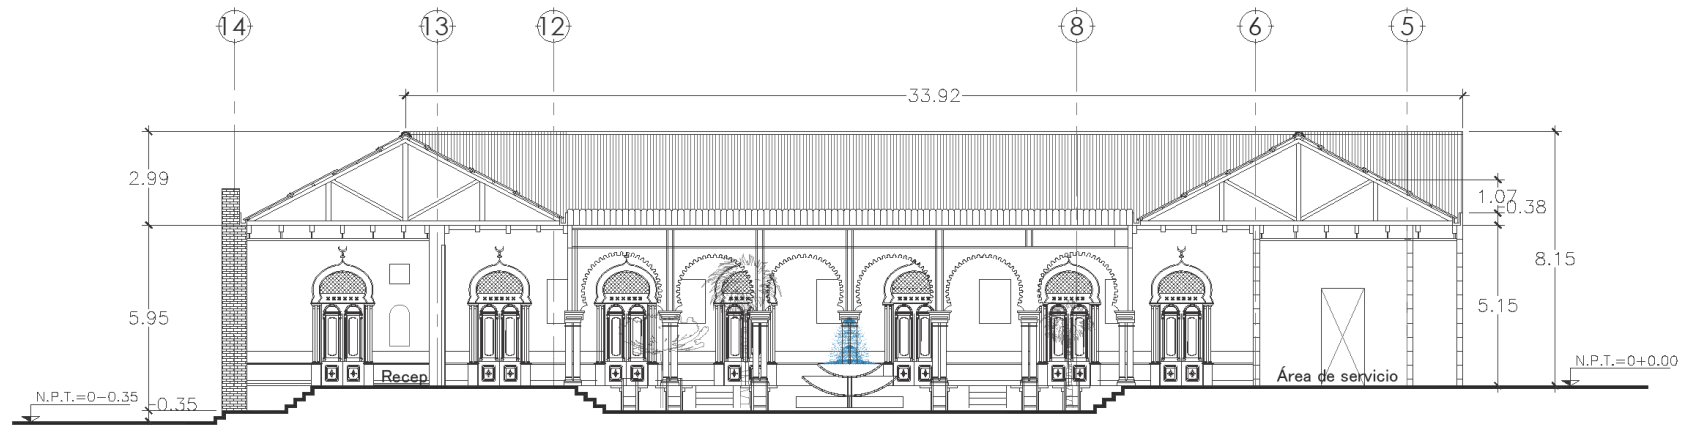 14 13 12 8 6 5
33.92
2.99
1.07
0.38
8.15
5.95
5.15
Recep
Área de servicio
N.P.T.=0+0.00
N.P.T.=0-0.35
-0.35